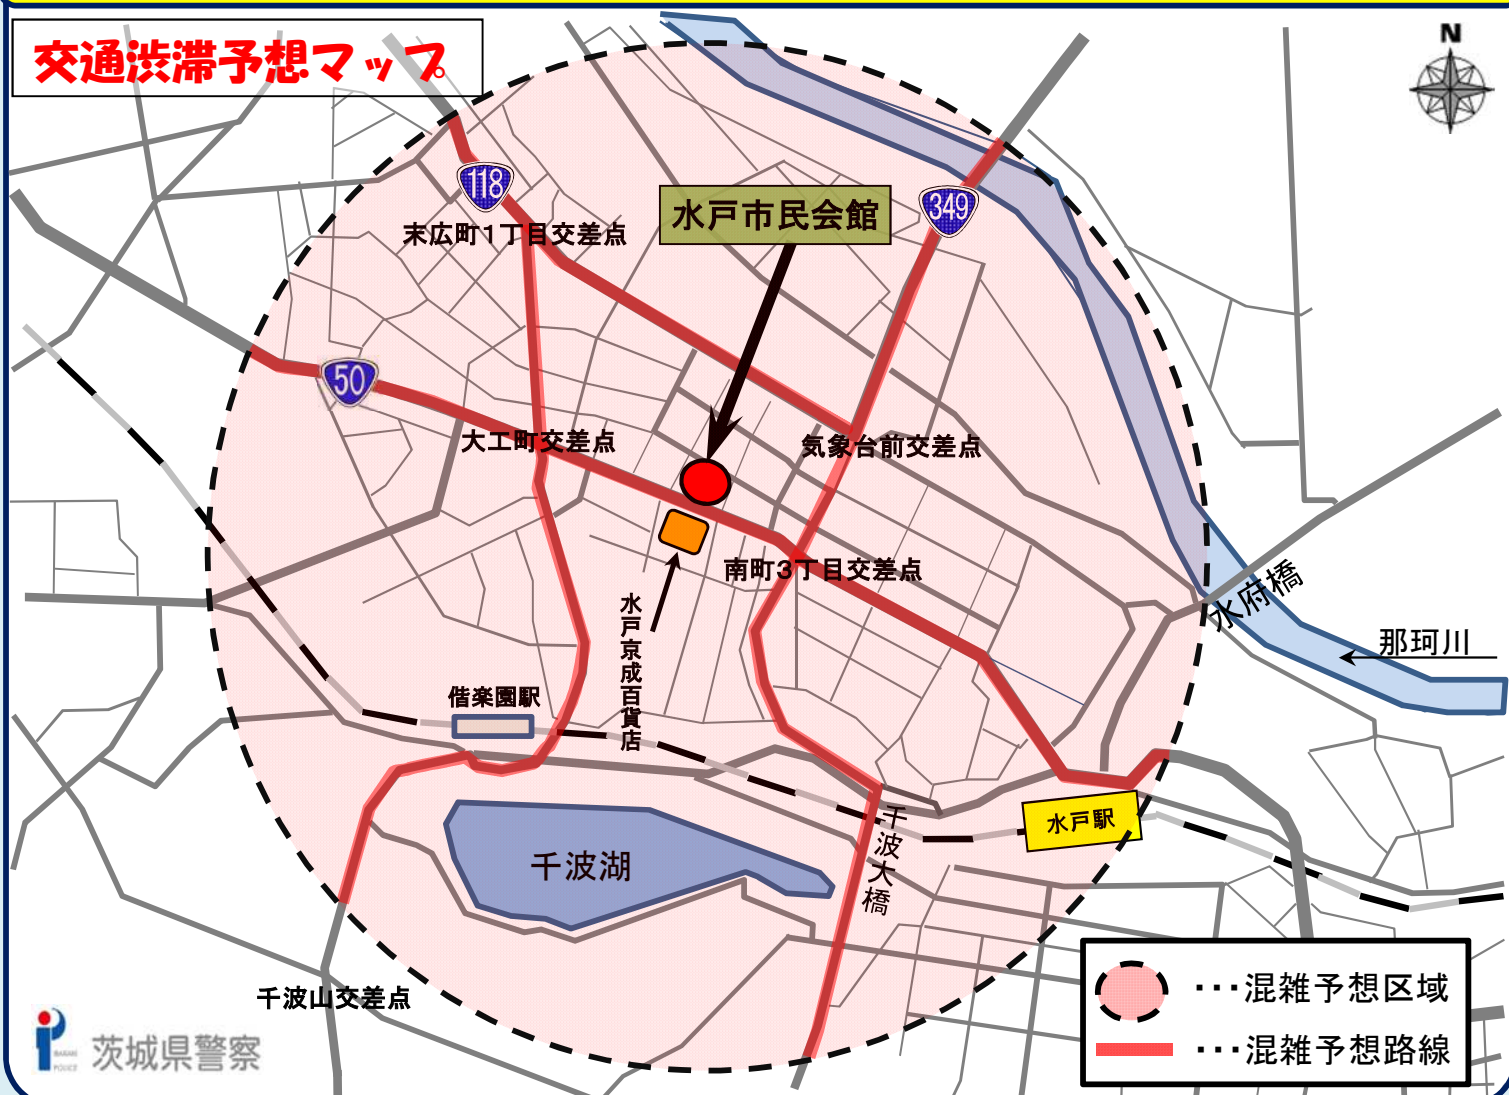 交通渋滞予想マップ
N
118
349
水戸市民会館
末広町1丁目交差点
50
大工町交差点
気象台前交差点
南町3丁目交差点
水戸京成百貨店
水府橋
那珂川
偕楽園駅
水戸駅
千波大橋
千波湖
千波山交差点
・・・混雑予想区域
・・・混雑予想路線
IBARAKI
POLICE
茨城県警察